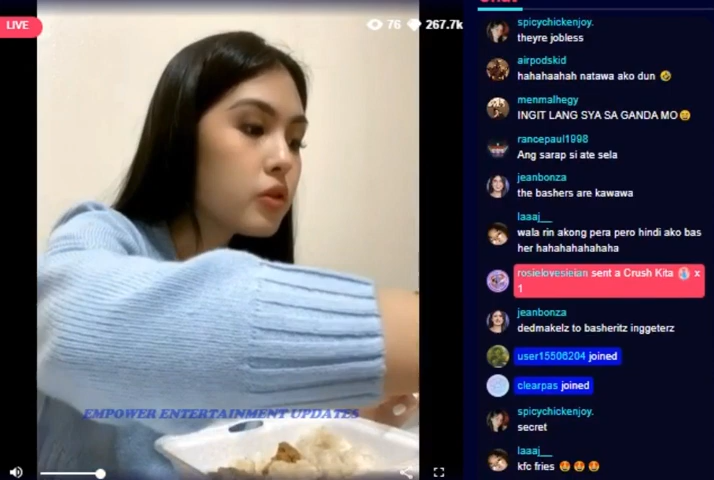 LIVE
76
267.7k
Chat
spicychickenjoy.
theyre jobless
airpodskid
hahahaahah natawa ako dun 🤣
menmalhegy
INGIT LANG SYA SA GANDA MO😆
rancepaul1998
Ang sarap si ate sela
jeanbonza
the bashers are kawawa
laaaj__
wala rin akong pera pero hindi ako bas
her hahahahahahaha
rosielovesleian sent a Crush Kita x
1
jeanbonza
dedmakelz to basheritz inggeterz
user15506204 joined
clearpas joined
spicychickenjoy.
secret
laaaj__
kfc fries 😍😍😍
EMPOWER ENTERTAINMENT UPDATES